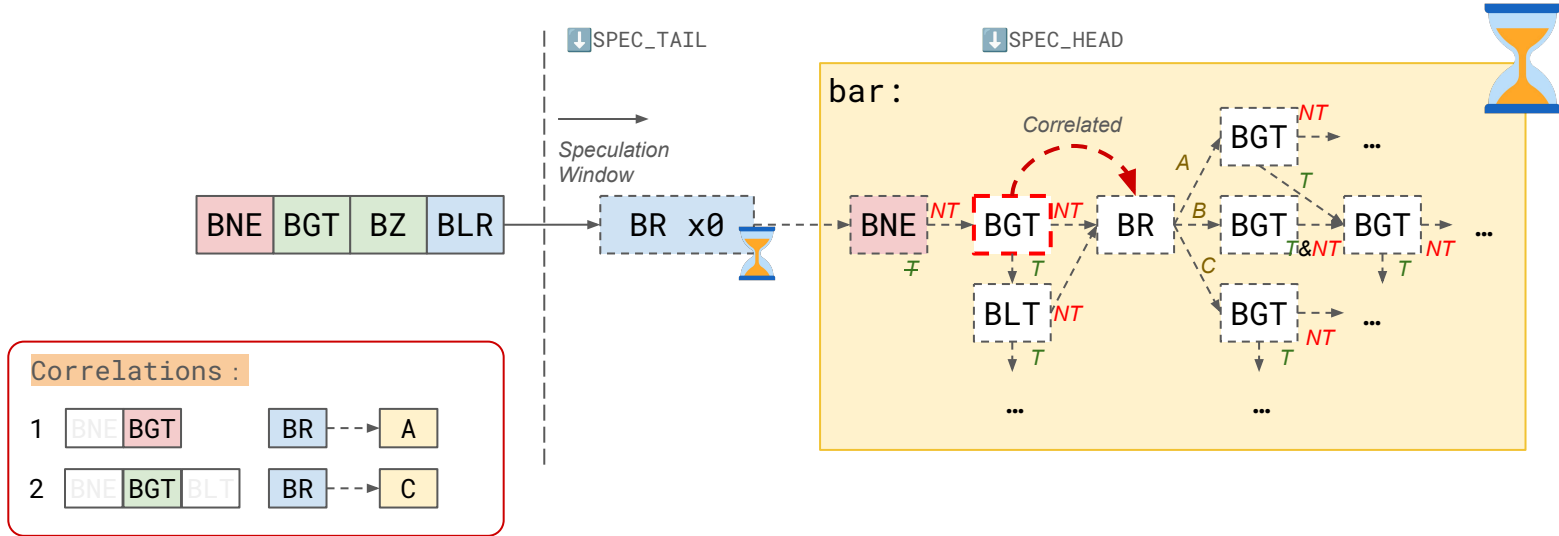 ⬇️SPEC_TAIL
⬇️SPEC_HEAD
bar:
Speculation
Window
Correlated
BNE BGT BZ BLR
BR x0
BNE
NT
T
BGT
NT
T
BLT
NT
T
...
BR
A
B
C
BGT
NT
...
T
BGT
T&NT
BGT
NT
...
T
BGT
NT
...
T
...
Correlations :
1 BNE BGT BR A
2 BNE BGT BLT BR C